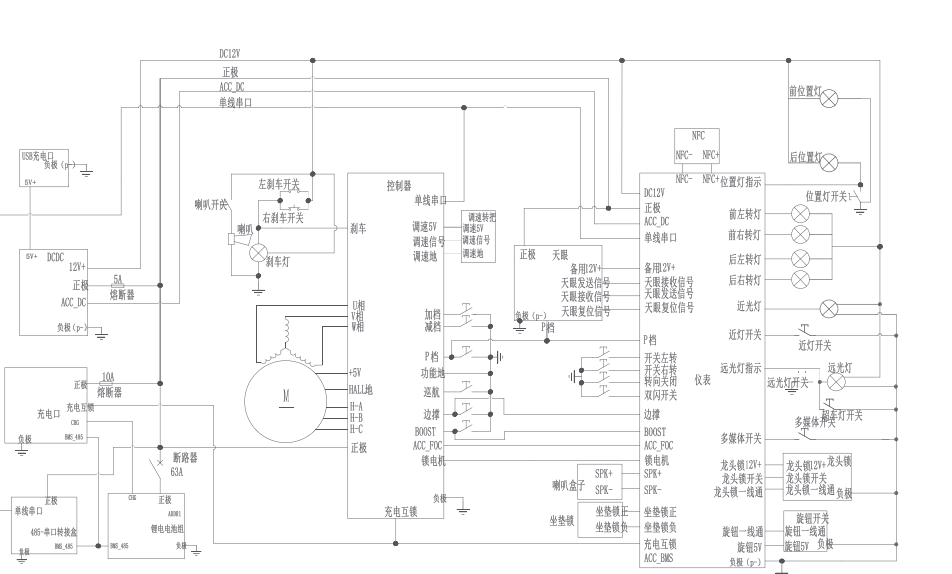 DC12V
正极
ACC_DC
单线串口
USB充电口
负极(p-)
5V+
5V+ DCDC
12V+
正极
ACC_DC
负极(p-)
5A
熔断器
10A
熔断器
正极
充电口
充电互锁
CHG
负极
BMS_485
断路器
63A
正极
单线串口
485-串口转接盒
负极
BMS_485
CHG
正极
锂电电池组
BMS_485
负极
喇叭开关
喇叭
左刹车开关
右刹车开关
刹车灯
控制器
单线串口
刹车
调速5V
调速信号
调速地
调速转把
调速5V
调速信号
调速地
U相
V相
W相
M
+5V
HALL地
H-A
H-B
H-C
正极
加档
减档
P档
功能地
巡航
边撑
BOOST
ACC_FOC
锁电机
负极
充电互锁
正极
天眼
备用12V+
天眼发送信号
天眼接收信号
天眼复位信号
负极(p-)
P档
喇叭盒子
SPK+
SPK-
坐垫锁
坐垫锁正
坐垫锁负
NFC
NFC- NFC+
NFC- NFC+
仪表
DC12V
正极
ACC_DC
单线串口
备用12V+
天眼接收信号
天眼发送信号
天眼复位信号
P档
开关左转
开关右转
转向关闭
双闪开关
边撑
BOOST
ACC_FOC
锁电机
SPK+
SPK-
坐垫锁正
坐垫锁负
充电互锁
ACC_BMS
位置灯指示
前左转灯
前右转灯
后左转灯
后右转灯
近光灯
近灯开关
远光灯指示
多媒体开关
龙头锁12V+
龙头锁开关
龙头锁一线通
旋钮一线通
旋钮5V
负极(p-)
前位置灯
后位置灯
位置灯开关
近灯开关
远光灯
远光灯开关
超车灯开关
多媒体开关
龙头锁
龙头锁12V+
龙头锁开关
龙头锁一线通
负极
旋钮开关
旋钮一线通
旋钮5V
负极